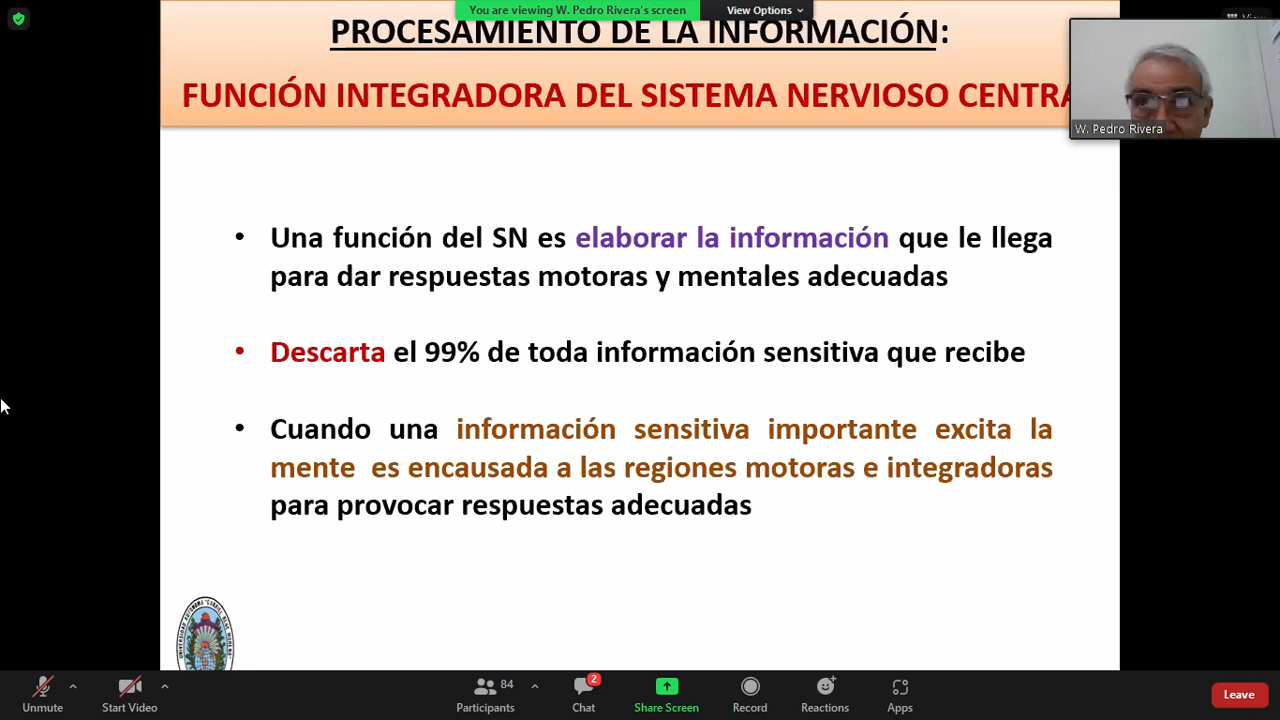 You are viewing W. Pedro Rivera's screen
View Options
View
PROCESAMIENTO DE LA INFORMACIÓN:
FUNCIÓN INTEGRADORA DEL SISTEMA NERVIOSO CENTRA
W. Pedro Rivera
• Una función del SN es elaborar la información que le llega
para dar respuestas motoras y mentales adecuadas
• Descarta el 99% de toda información sensitiva que recibe
• Cuando una información sensitiva importante excita la
mente es encausada a las regiones motoras e integradoras
para provocar respuestas adecuadas
Unmute
Start Video
84
Participants
2
Chat
Share Screen
Record
Reactions
Apps
Leave